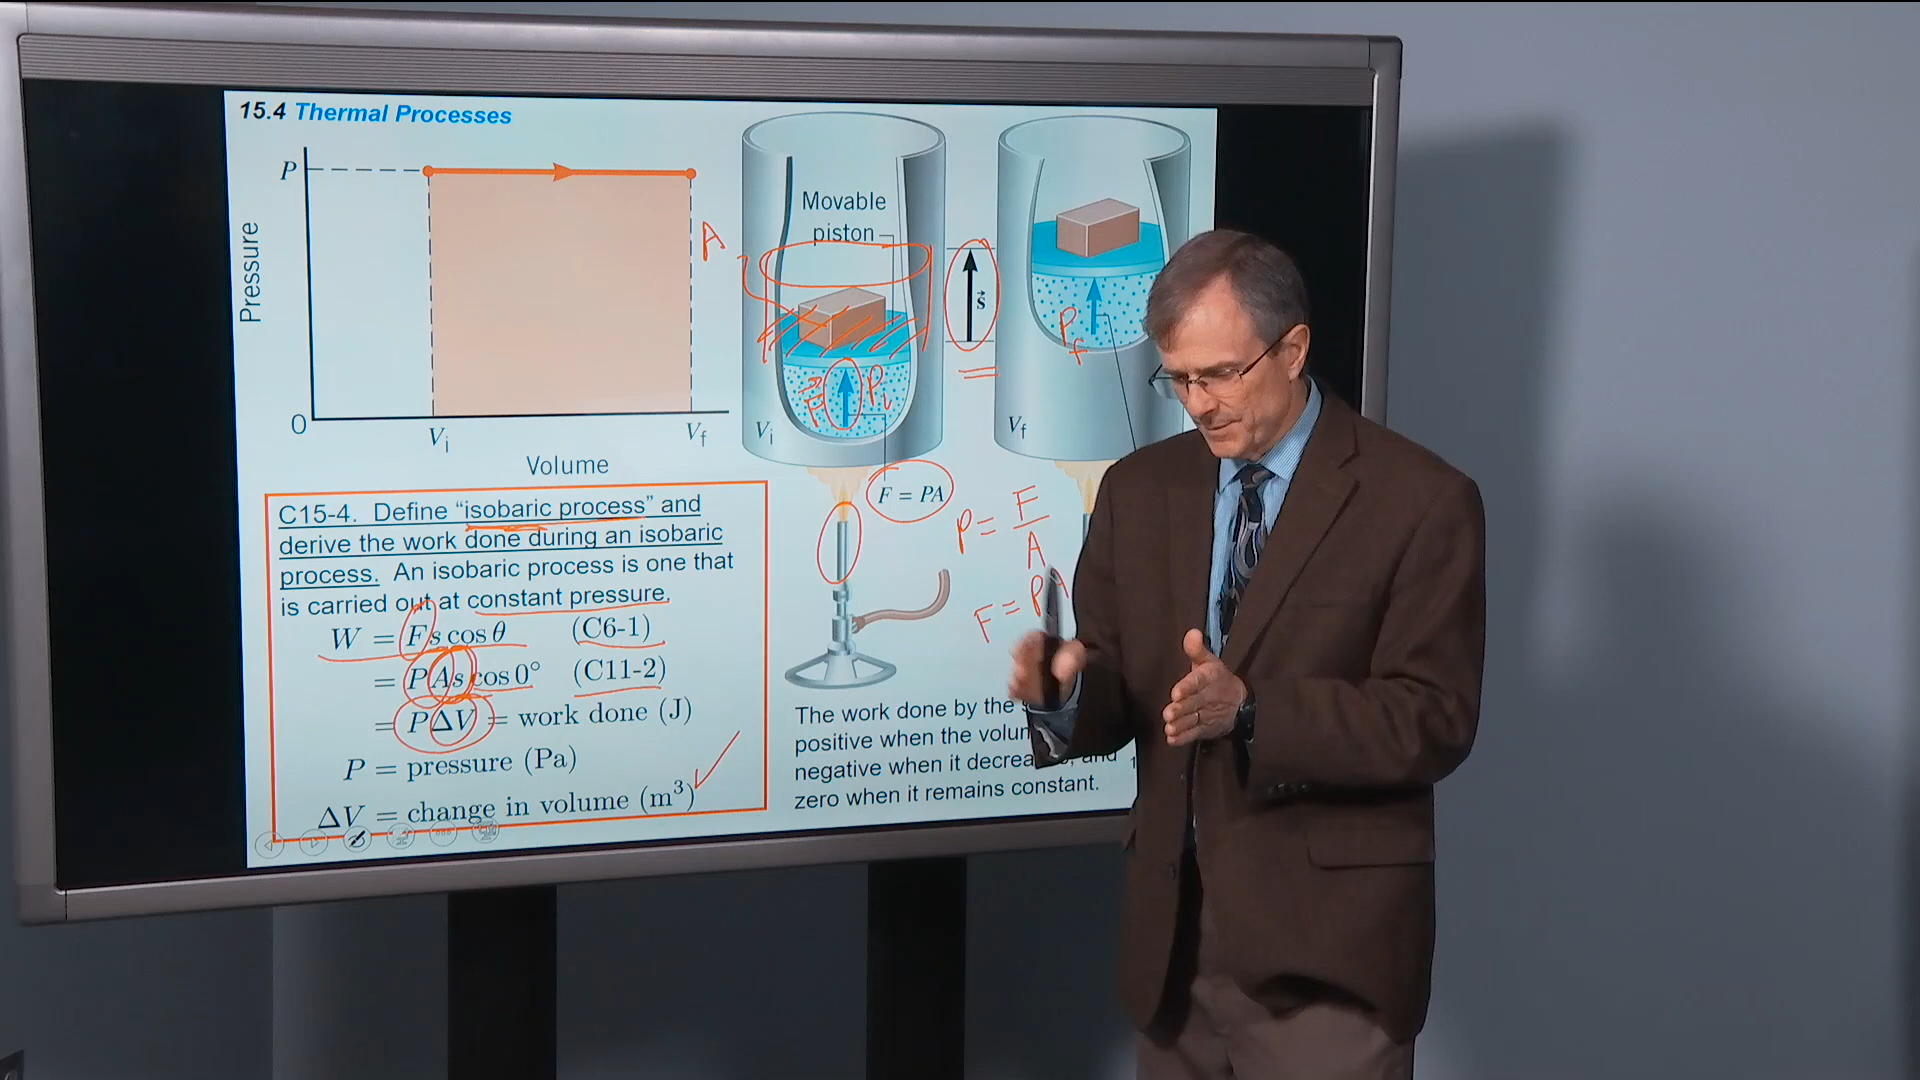 15.4 Thermal Processes
P
Pressure
0
Vi
Vf
Volume
A
Movable
piston
s⃗
F⃗
Pi
Pf
Vi
Vf
F = PA
P = F/A
F = PA
C15-4. Define “isobaric process” and
derive the work done during an isobaric
process. An isobaric process is one that
is carried out at constant pressure.
W = Fs cos θ (C6-1)
= PAs cos 0° (C11-2)
= PΔV = work done (J)
P = pressure (Pa)
ΔV = change in volume (m³)
The work done by the
positive when the
negative when it and
zero when it remains constant.